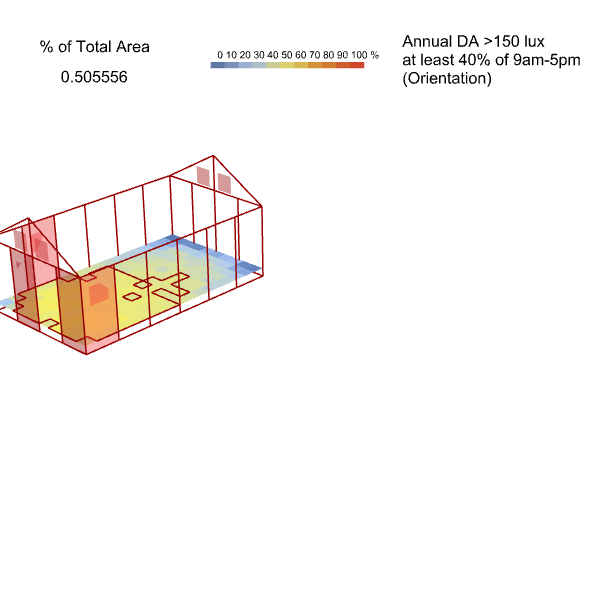 % of Total Area
0.505556
0 10 20 30 40 50 60 70 80 90 100 %
Annual DA >150 lux
at least 40% of 9am-5pm
(Orientation)